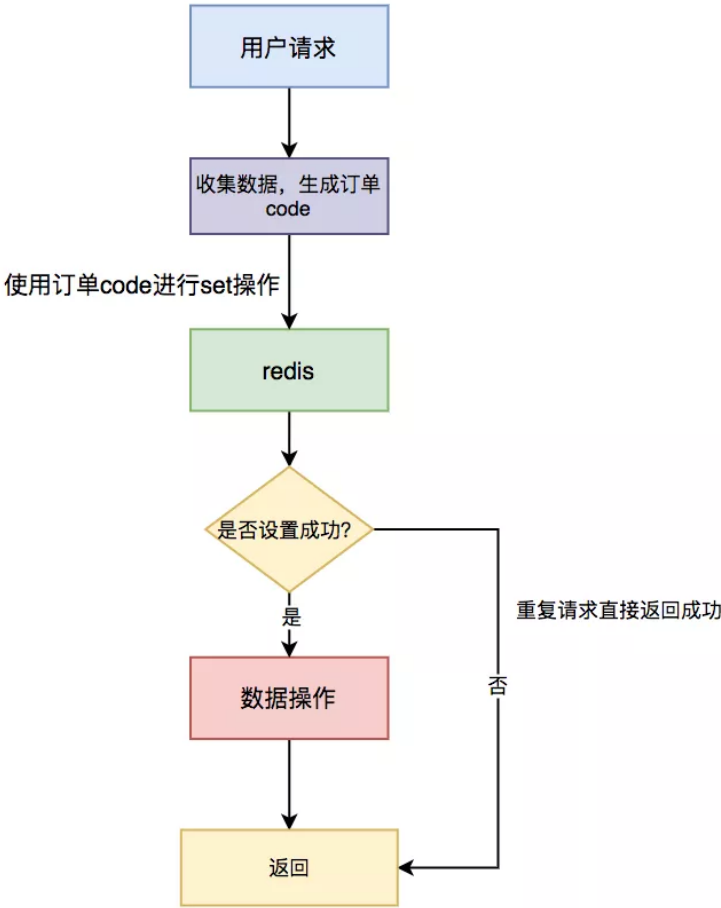 用户请求
收集数据，生成订单
code
使用订单code进行set操作
redis
是否设置成功?
是
重复请求直接返回成功
否
数据操作
返回